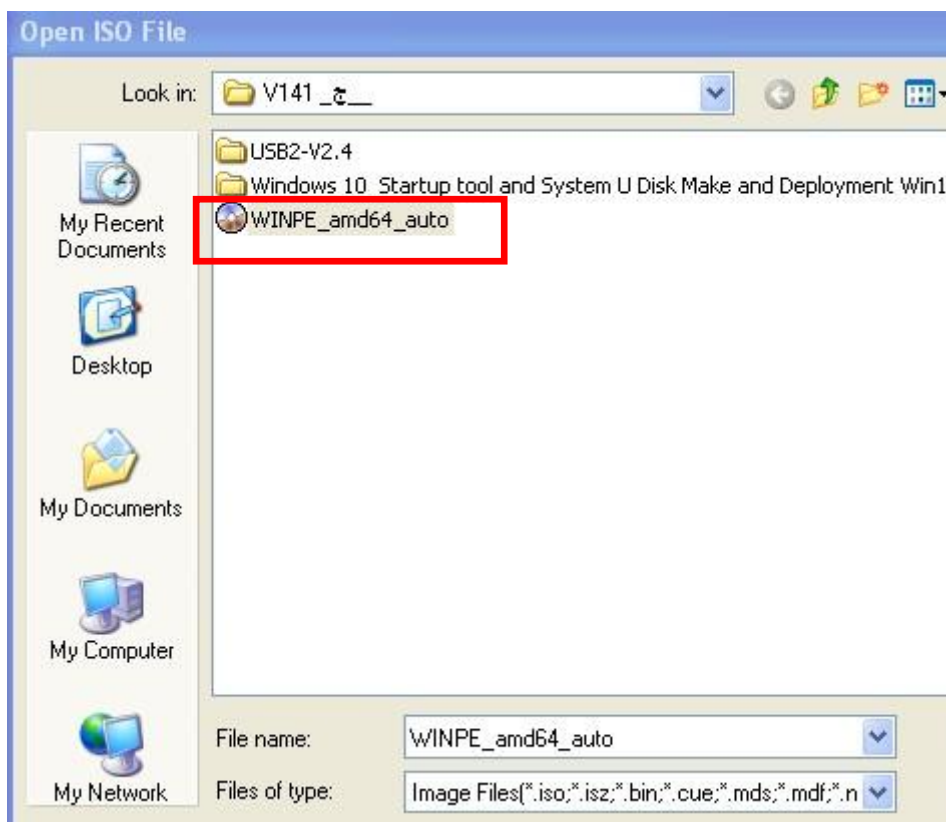 Open ISO File
Look in:
V141 _ج__
USB2-V2.4
Windows 10 Startup tool and System U Disk Make and Deployment Win1
WINPE_amd64_auto
My Recent
Documents
Desktop
My Documents
My Computer
My Network
File name:
WINPE_amd64_auto
Files of type:
Image Files(*.iso;*.isz;*.bin;*.cue;*.mds;*.mdf;*.n